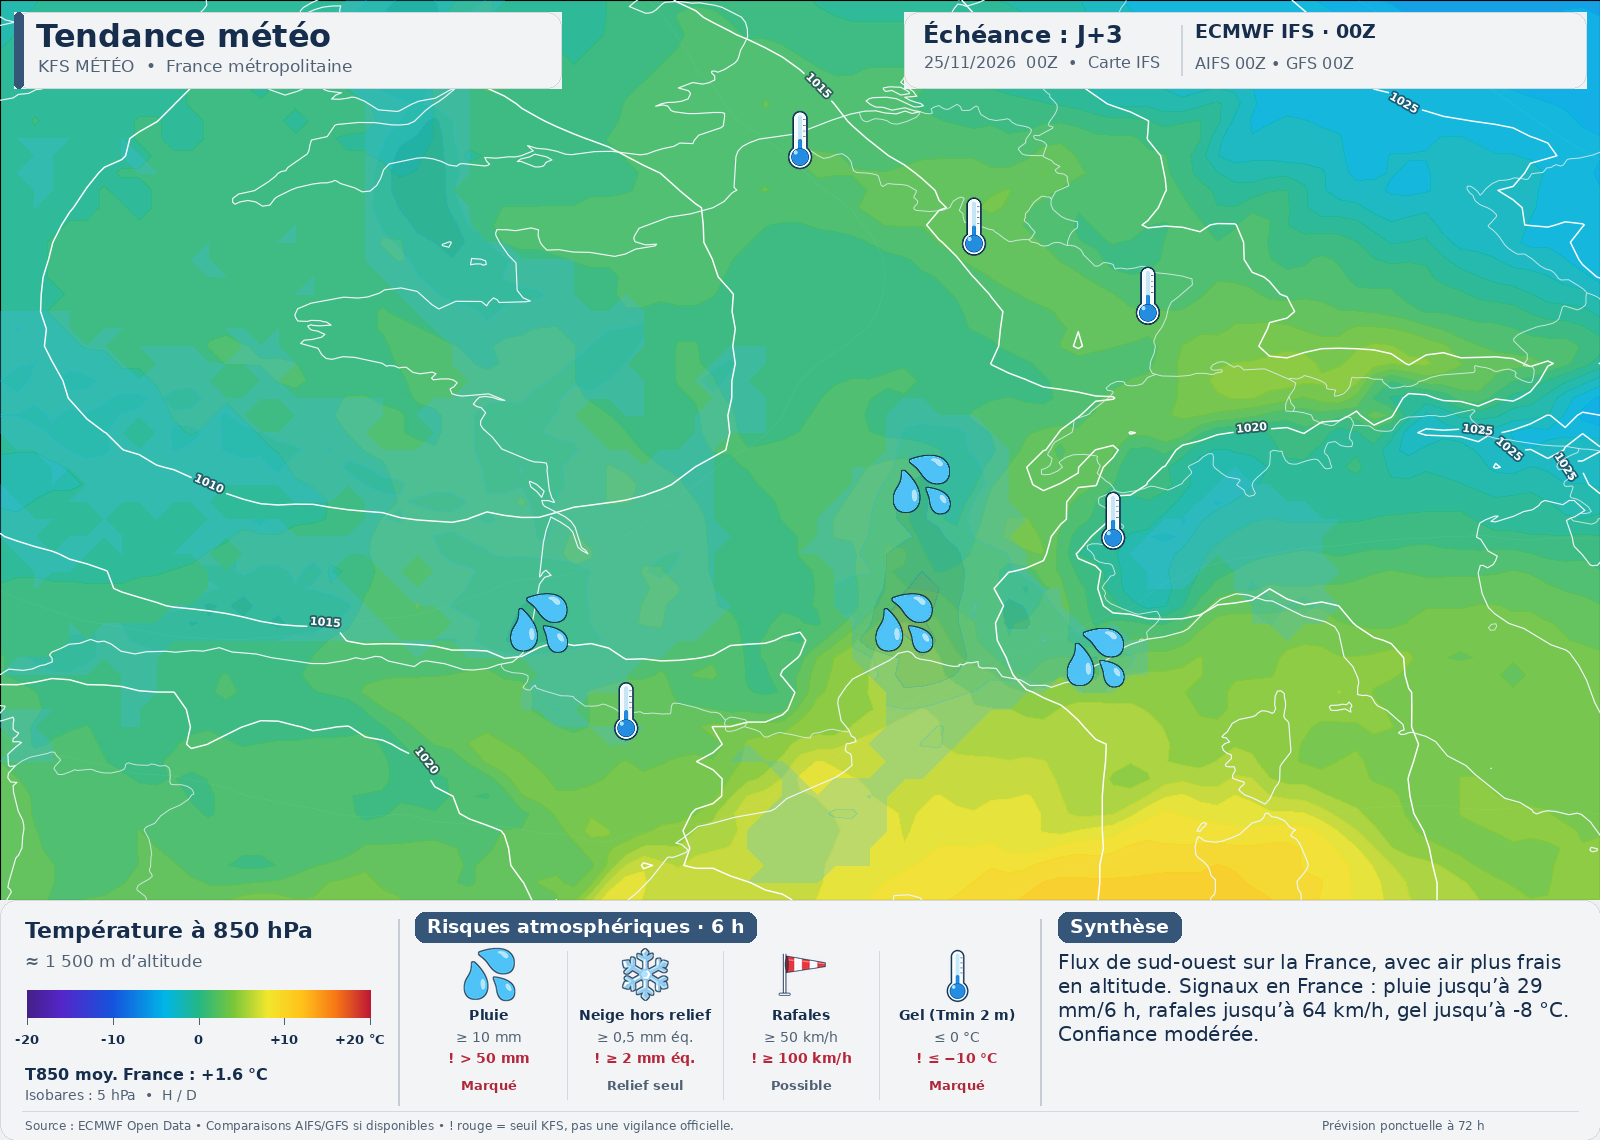 Tendance météo
KFS MÉTÉO • France métropolitaine
Échéance : J+3
25/11/2026 00Z • Carte IFS
ECMWF IFS · 00Z
AIFS 00Z • GFS 00Z
1015
1025
1010
1015
1020
1020
1025
1025
1025
Température à 850 hPa
≈ 1 500 m d’altitude
-20 -10 0 +10 +20 °C
T850 moy. France : +1.6 °C
Isobares : 5 hPa • H / D
Risques atmosphériques · 6 h
Pluie
≥ 10 mm
! > 50 mm
Marqué
Neige hors relief
≥ 0,5 mm éq.
! ≥ 2 mm éq.
Relief seul
Rafales
≥ 50 km/h
! ≥ 100 km/h
Possible
Gel (Tmin 2 m)
≤ 0 °C
! ≤ −10 °C
Marqué
Synthèse
Flux de sud-ouest sur la France, avec air plus frais
en altitude. Signaux en France : pluie jusqu’à 29
mm/6 h, rafales jusqu’à 64 km/h, gel jusqu’à -8 °C.
Confiance modérée.
Source : ECMWF Open Data • Comparaisons AIFS/GFS si disponibles • ! rouge = seuil KFS, pas une vigilance officielle.
Prévision ponctuelle à 72 h